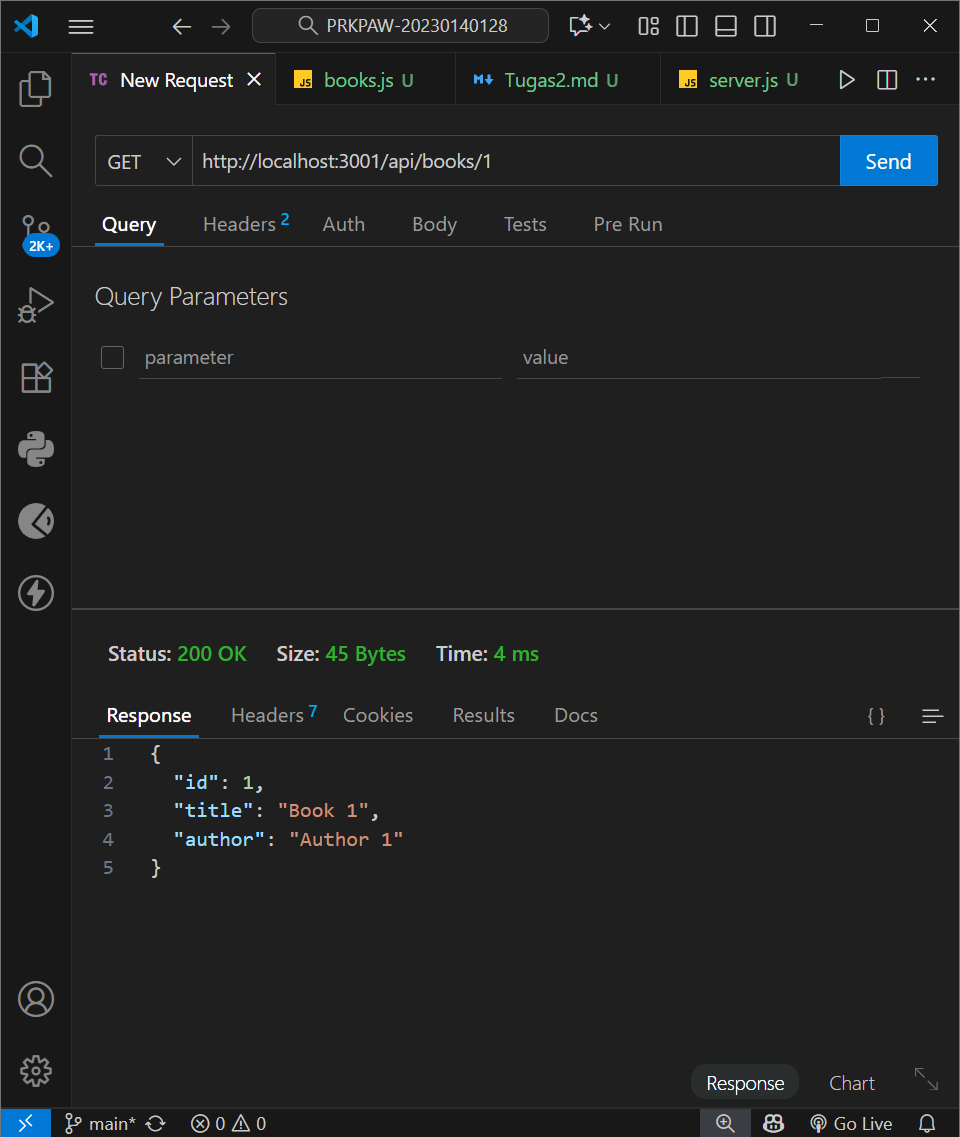 PRKPAW-20230140128
TC New Request JS books.js U Tugas2.md U JS server.js U
GET http://localhost:3001/api/books/1 Send
Query Headers 2 Auth Body Tests Pre Run
2K+
Query Parameters
parameter value
Status: 200 OK Size: 45 Bytes Time: 4 ms
Response Headers 7 Cookies Results Docs { }
1 {
2 "id": 1,
3 "title": "Book 1",
4 "author": "Author 1"
5 }
Response Chart
main* 0 0 Go Live